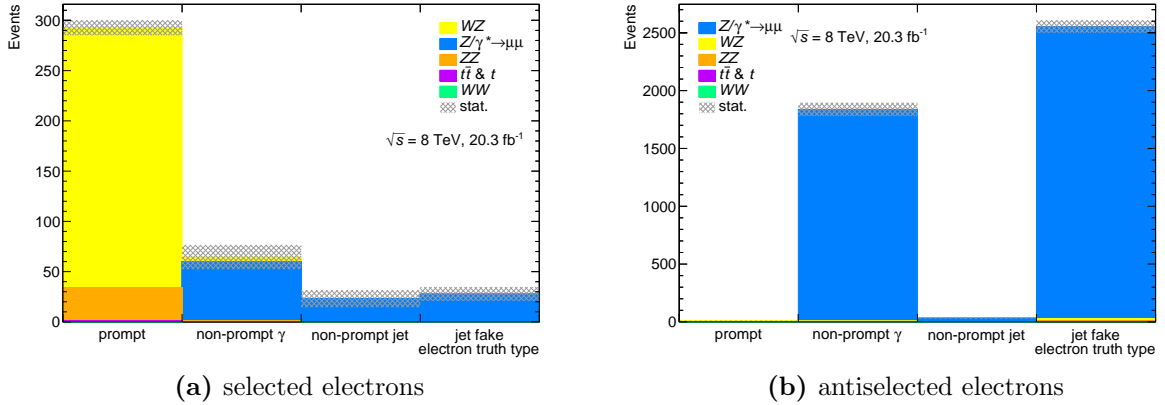 Events
300
250
200
150
100
50
0
WZ
Z/γ*→μμ
ZZ
tt̄ & t
WW
stat.
√s = 8 TeV, 20.3 fb⁻¹
prompt
non-prompt γ
non-prompt jet
jet fake
electron truth type
(a) selected electrons
Events
2500
2000
1500
1000
500
0
Z/γ*→μμ
WZ
ZZ
tt̄ & t
WW
stat.
√s = 8 TeV, 20.3 fb⁻¹
prompt
non-prompt γ
non-prompt jet
jet fake
electron truth type
(b) antiselected electrons